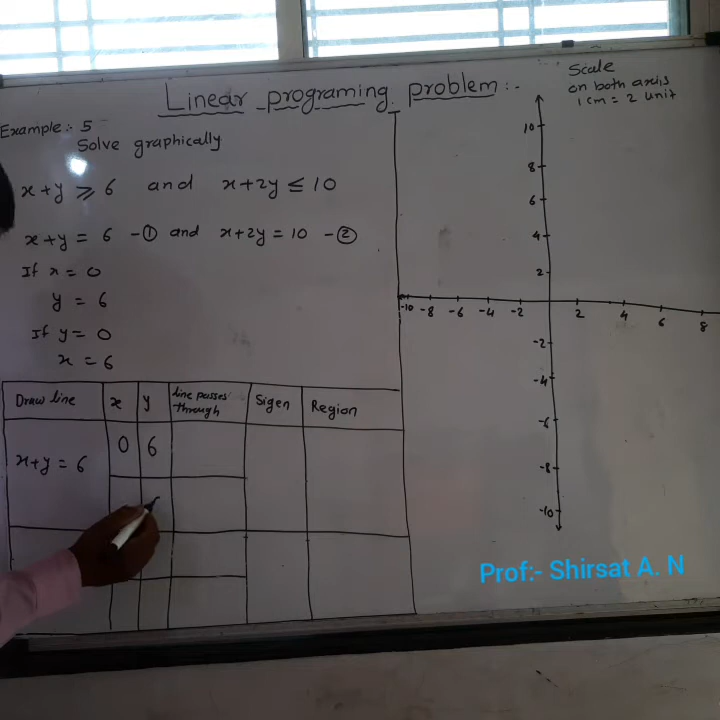 Linear programing problem :-
Example :- 5
Solve graphically
x + y ⩾ 6 and x + 2y ≤ 10
x + y = 6 - ① and x + 2y = 10 - ②
If x = 0
y = 6
If y = 0
x = 6
Draw line x y line passes through Sigen Region
x + y = 6 0 6
Scale
on both axis
1 cm = 2 unit
10
8
6
4
2
-10 -8 -6 -4 -2 2 4 6 8
-2
-4
-6
-8
-10
Prof:- Shirsat A. N